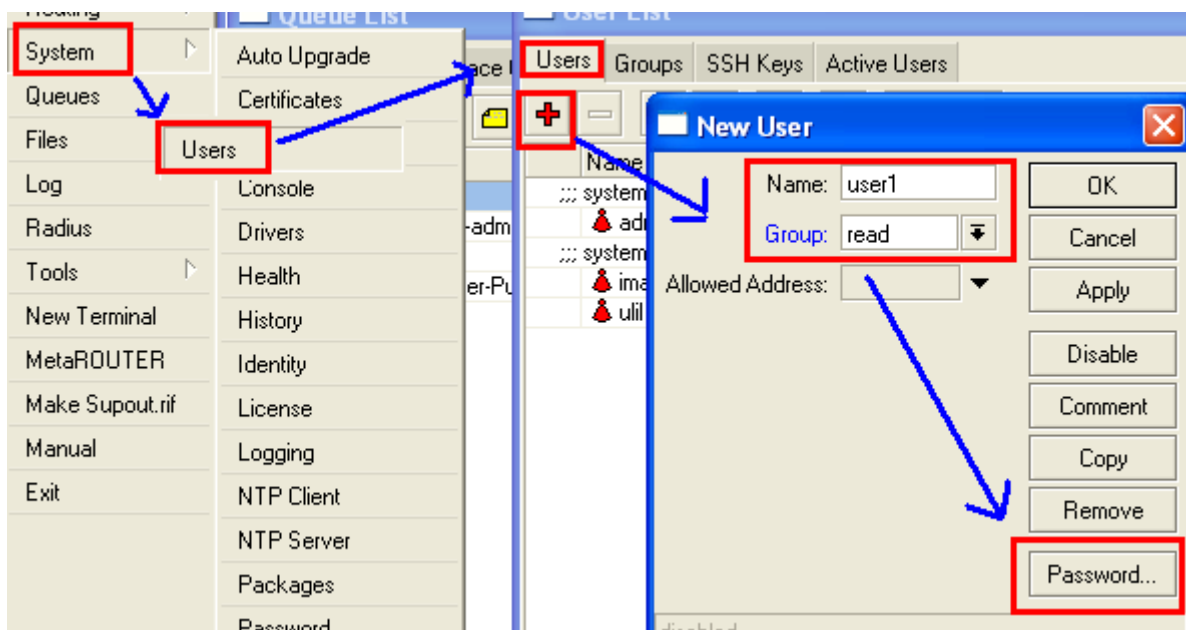 Queue List
User List
System
Queues
Files
Log
Radius
Tools
New Terminal
MetaROUTER
Make Supout.rif
Manual
Exit
Auto Upgrade
Certificates
Users
Console
Drivers
Health
History
Identity
License
Logging
NTP Client
NTP Server
Packages
Password
Users Groups SSH Keys Active Users
Name
;;; system
;;; system
New User
Name: user1
Group: read
Allowed Address:
OK
Cancel
Apply
Disable
Comment
Copy
Remove
Password...
disabled